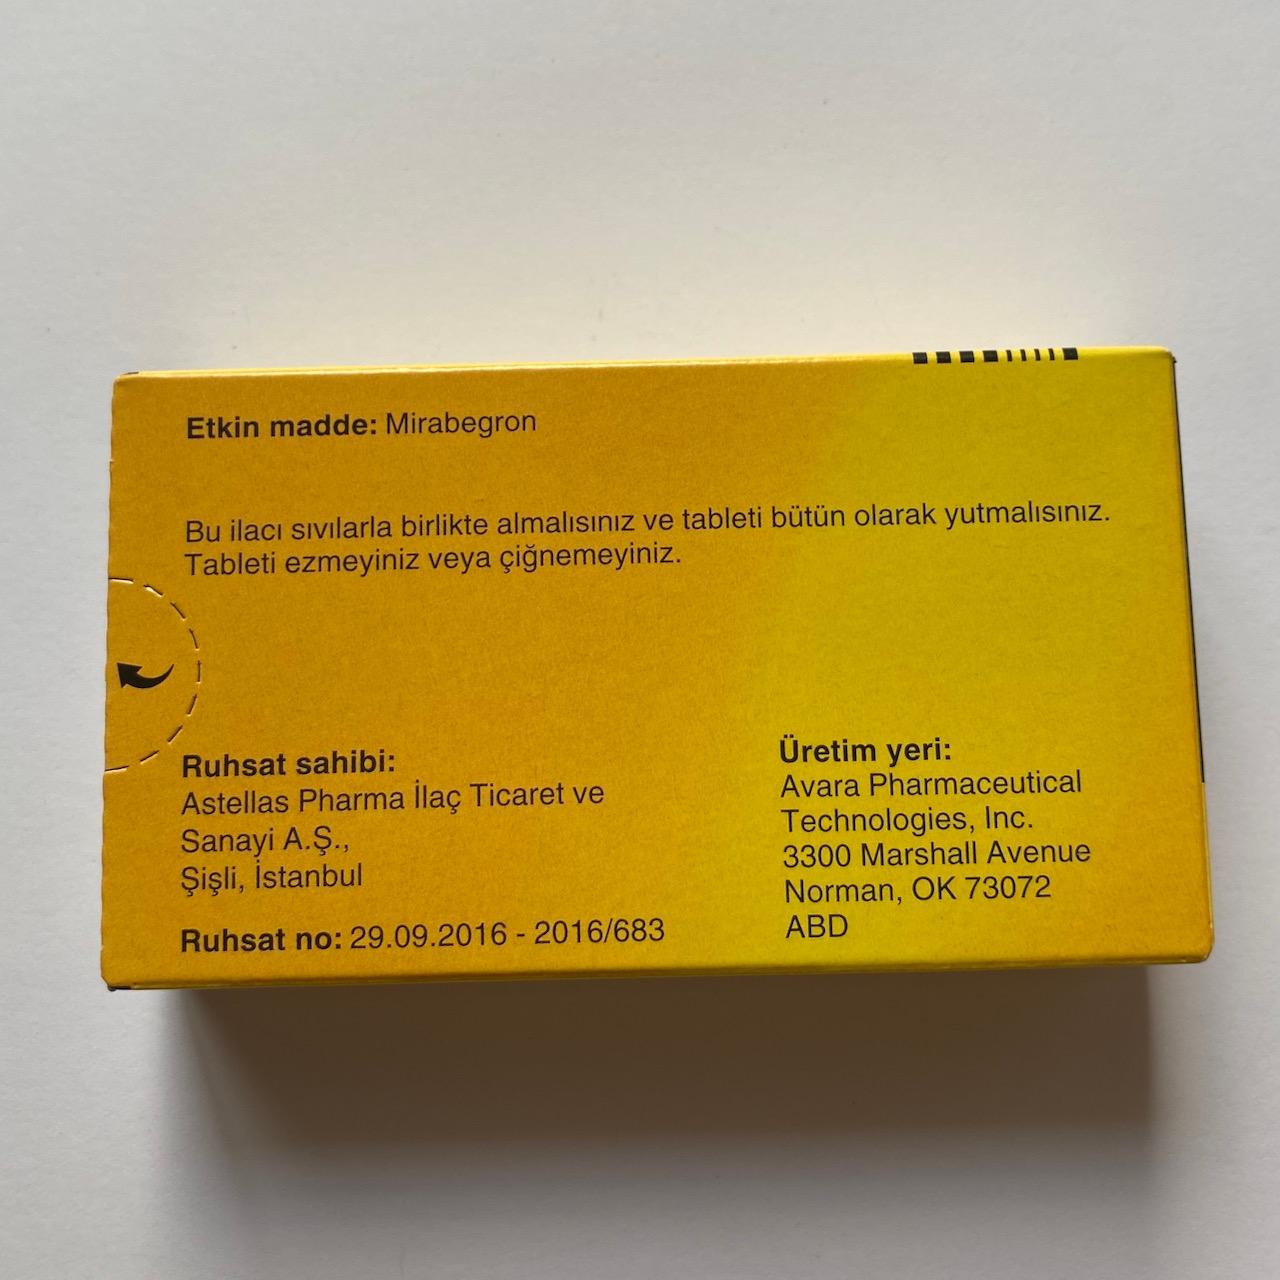 Etkin madde: Mirabegron
Bu ilacı sıvılarla birlikte almalısınız ve tableti bütün olarak yutmalısınız.
Tableti ezmeyiniz veya çiğnemeyiniz.
Ruhsat sahibi:
Astellas Pharma İlaç Ticaret ve
Sanayi A.Ş.,
Şişli, İstanbul
Ruhsat no: 29.09.2016 - 2016/683
Üretim yeri:
Avara Pharmaceutical
Technologies, Inc.
3300 Marshall Avenue
Norman, OK 73072
ABD